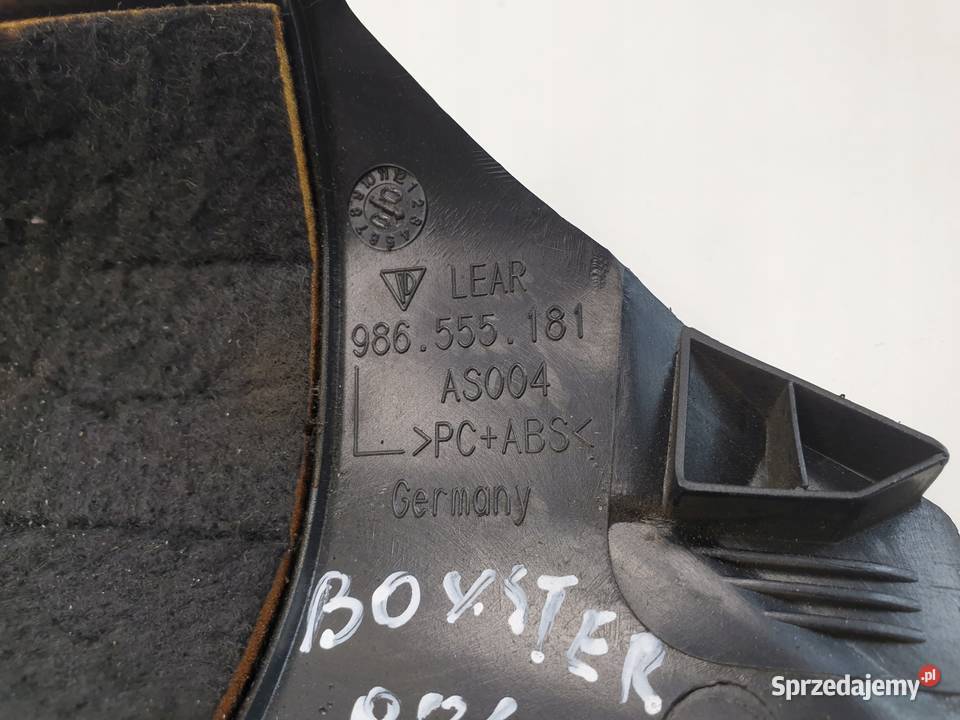 LEAR
986.555.181
AS004
>PC+ABS<
Germany
BOXSTER
Sprzedajemy.pl